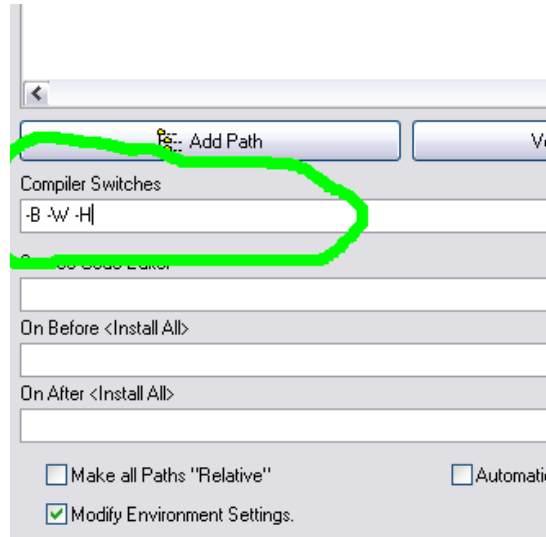 Add Path
Compiler Switches
-B -W -H
On Before <Install All>
On After <Install All>
Make all Paths "Relative"
Modify Environment Settings.